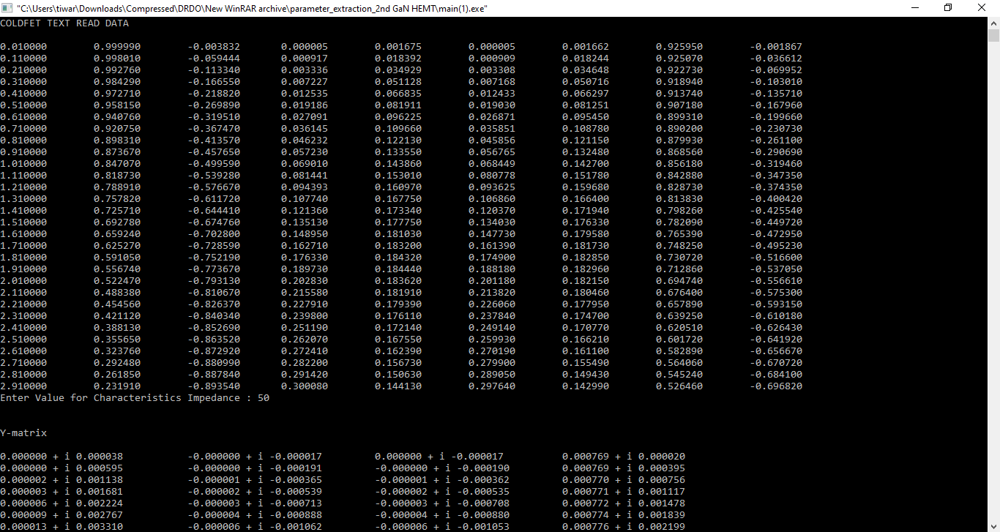 "C:\Users\tiwar\Downloads\Compressed\DRDO\New WinRAR archive\parameter_extraction_2nd GaN HEMT\main(1).exe"
COLDFET TEXT READ DATA
0.010000 0.999990 -0.003832 0.000005 0.001675 0.000005 0.001662 0.925950 -0.001867
0.110000 0.998010 -0.059444 0.000917 0.018392 0.000909 0.018244 0.925070 -0.036612
0.210000 0.992760 -0.113340 0.003336 0.034929 0.003308 0.034648 0.922730 -0.069952
0.310000 0.984290 -0.166550 0.007227 0.051128 0.007168 0.050716 0.918940 -0.103010
0.410000 0.972710 -0.218820 0.012535 0.066835 0.012433 0.066297 0.913740 -0.135710
0.510000 0.958150 -0.269890 0.019186 0.081911 0.019030 0.081251 0.907180 -0.167960
0.610000 0.940760 -0.319510 0.027091 0.096225 0.026871 0.095450 0.899310 -0.199660
0.710000 0.920750 -0.367470 0.036145 0.109660 0.035851 0.108780 0.890200 -0.230730
0.810000 0.898310 -0.413570 0.046232 0.122130 0.045856 0.121150 0.879930 -0.261100
0.910000 0.873670 -0.457650 0.057230 0.133550 0.056765 0.132480 0.868560 -0.290690
1.010000 0.847070 -0.499590 0.069010 0.143860 0.068449 0.142700 0.856180 -0.319460
1.110000 0.818730 -0.539280 0.081441 0.153010 0.080778 0.151780 0.842880 -0.347350
1.210000 0.788910 -0.576670 0.094393 0.160970 0.093625 0.159680 0.828730 -0.374350
1.310000 0.757820 -0.611720 0.107740 0.167750 0.106860 0.166400 0.813830 -0.400420
1.410000 0.725710 -0.644410 0.121360 0.173340 0.120370 0.171940 0.798260 -0.425540
1.510000 0.692780 -0.674760 0.135130 0.177750 0.134030 0.176330 0.782090 -0.449720
1.610000 0.659240 -0.702800 0.148950 0.181030 0.147730 0.179580 0.765390 -0.472950
1.710000 0.625270 -0.728590 0.162710 0.183200 0.161390 0.181730 0.748250 -0.495230
1.810000 0.591050 -0.752190 0.176330 0.184320 0.174900 0.182850 0.730720 -0.516600
1.910000 0.556740 -0.773670 0.189730 0.184440 0.188180 0.182960 0.712860 -0.537050
2.010000 0.522470 -0.793130 0.202830 0.183620 0.201180 0.182150 0.694740 -0.556610
2.110000 0.488380 -0.810670 0.215580 0.181910 0.213820 0.180460 0.676400 -0.575300
2.210000 0.454560 -0.826370 0.227910 0.179390 0.226060 0.177950 0.657890 -0.593150
2.310000 0.421120 -0.840340 0.239800 0.176110 0.237840 0.174700 0.639250 -0.610180
2.410000 0.388130 -0.852690 0.251190 0.172140 0.249140 0.170770 0.620510 -0.626430
2.510000 0.355650 -0.863520 0.262070 0.167550 0.259930 0.166210 0.601720 -0.641920
2.610000 0.323760 -0.872920 0.272410 0.162390 0.270190 0.161100 0.582890 -0.656670
2.710000 0.292480 -0.880990 0.282200 0.156730 0.279900 0.155490 0.564060 -0.670720
2.810000 0.261850 -0.887840 0.291420 0.150630 0.289050 0.149430 0.545240 -0.684100
2.910000 0.231910 -0.893540 0.300080 0.144130 0.297640 0.142990 0.526460 -0.696820
Enter Value for Characteristics Impedance : 50
Y-matrix
0.000000 + i 0.000038 -0.000000 + i -0.000017 0.000000 + i -0.000017 0.000769 + i 0.000020
0.000000 + i 0.000595 -0.000000 + i -0.000191 -0.000000 + i -0.000190 0.000769 + i 0.000395
0.000002 + i 0.001138 -0.000001 + i -0.000365 -0.000001 + i -0.000362 0.000770 + i 0.000756
0.000003 + i 0.001681 -0.000002 + i -0.000539 -0.000002 + i -0.000535 0.000771 + i 0.001117
0.000006 + i 0.002224 -0.000003 + i -0.000713 -0.000003 + i -0.000708 0.000772 + i 0.001478
0.000009 + i 0.002767 -0.000004 + i -0.000888 -0.000004 + i -0.000880 0.000774 + i 0.001839
0.000013 + i 0.003310 -0.000006 + i -0.001062 -0.000006 + i -0.001053 0.000776 + i 0.002199